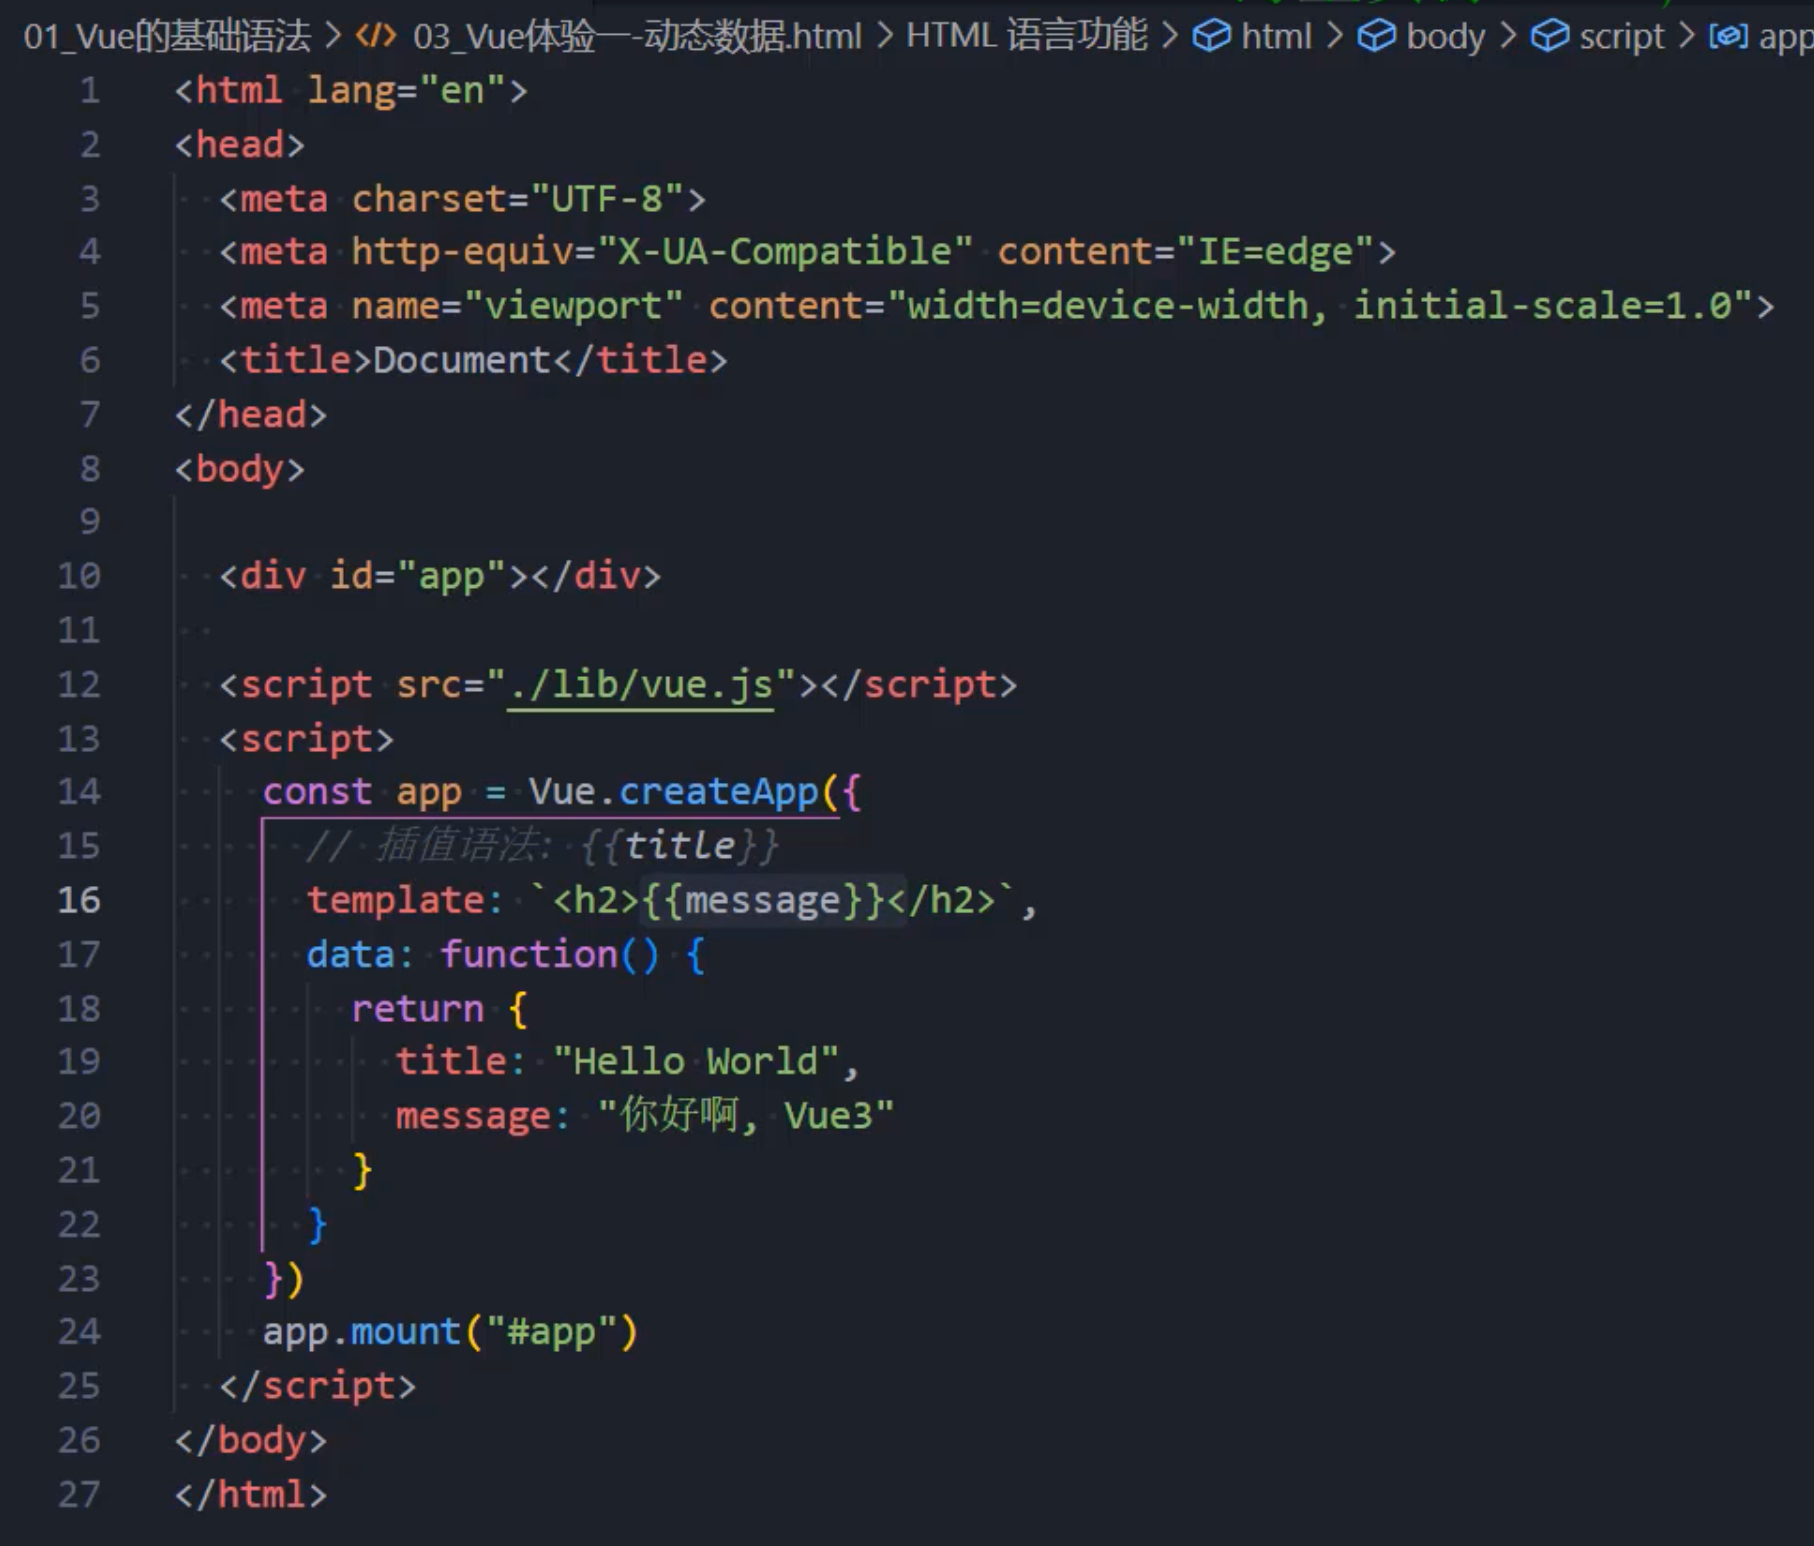 01_Vue的基础语法 > </> 03_Vue体验一-动态数据.html > HTML 语言功能 > html > body > script > app
1 <html lang="en">
2 <head>
3 <meta charset="UTF-8">
4 <meta http-equiv="X-UA-Compatible" content="IE=edge">
5 <meta name="viewport" content="width=device-width, initial-scale=1.0">
6 <title>Document</title>
7 </head>
8 <body>
9
10 <div id="app"></div>
11
12 <script src="./lib/vue.js"></script>
13 <script>
14 const app = Vue.createApp({
15 // 插值语法: {{title}}
16 template: `<h2>{{message}}</h2>`,
17 data: function() {
18 return {
19 title: "Hello World",
20 message: "你好啊, Vue3"
21 }
22 }
23 })
24 app.mount("#app")
25 </script>
26 </body>
27 </html>